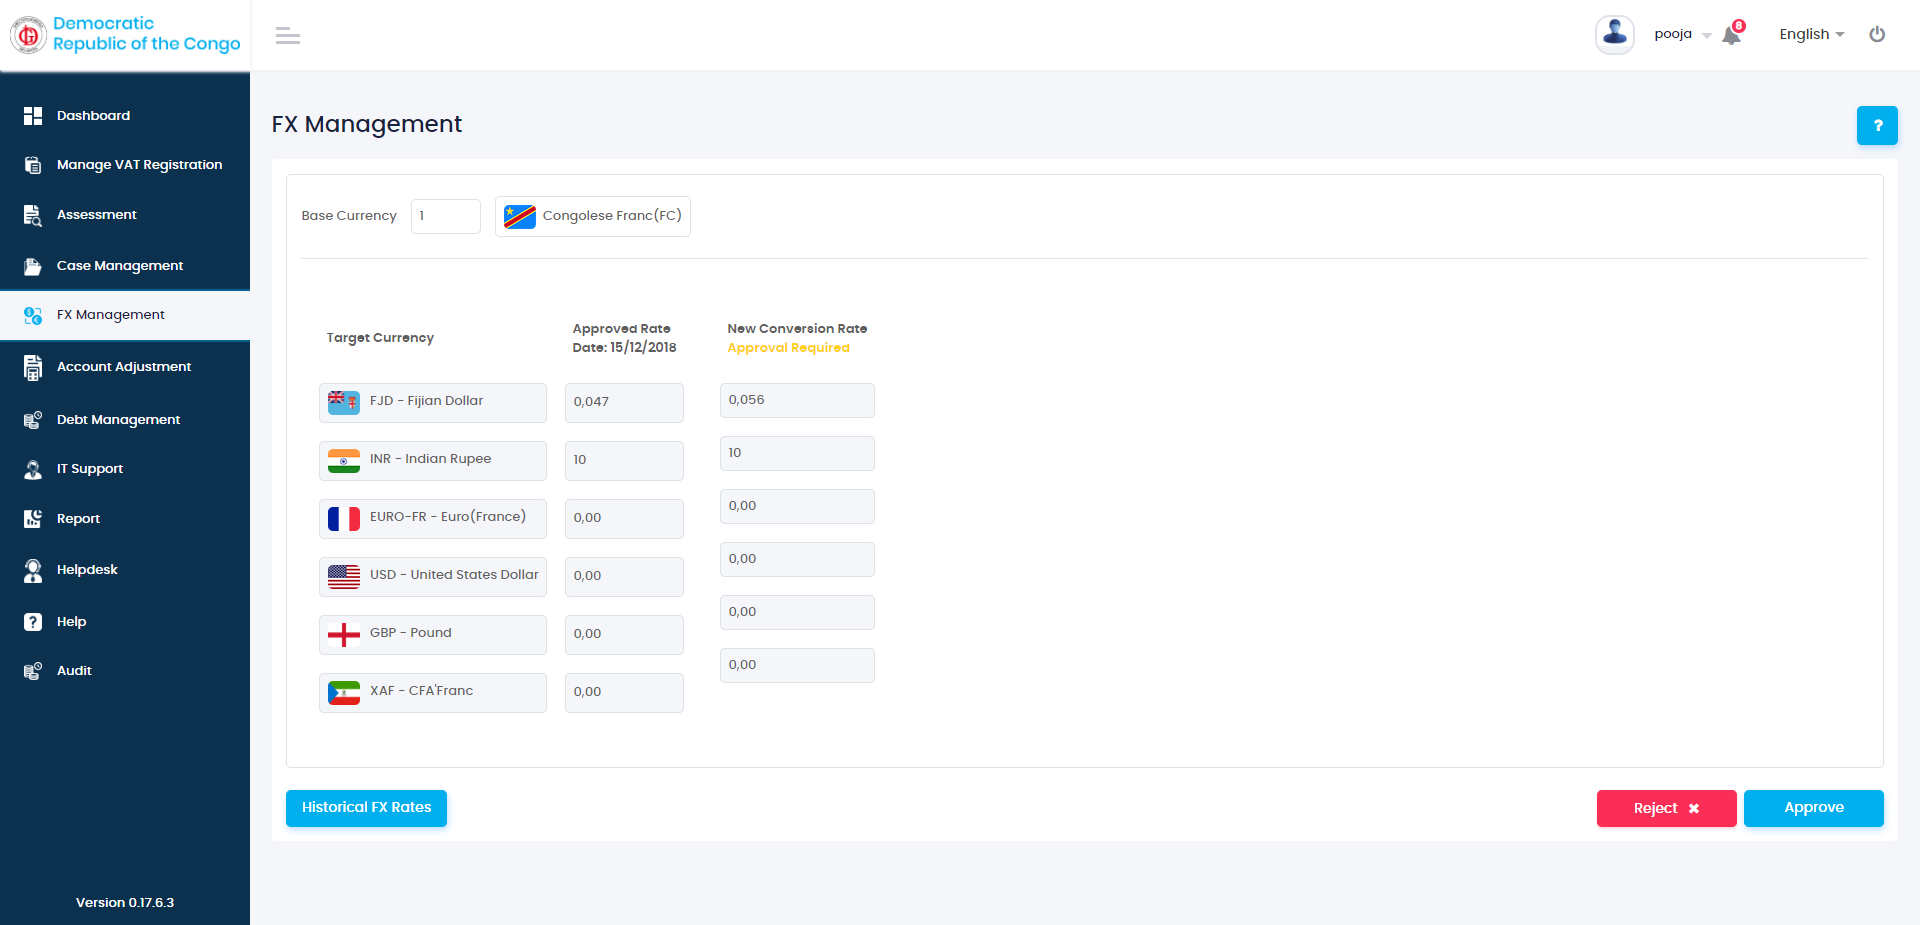 Democratic
Republic of the Congo
pooja
8
English
Dashboard
Manage VAT Registration
Assessment
Case Management
FX Management
Account Adjustment
Debt Management
IT Support
Report
Helpdesk
Help
Audit
Version 0.17.6.3
FX Management
?
Base Currency
1
Congolese Franc(FC)
Target Currency
Approved Rate
Date: 15/12/2018
New Conversion Rate
Approval Required
FJD - Fijian Dollar
0,047
0,056
INR - Indian Rupee
10
10
EURO-FR - Euro(France)
0,00
0,00
USD - United States Dollar
0,00
0,00
GBP - Pound
0,00
0,00
XAF - CFA'Franc
0,00
0,00
Historical FX Rates
Reject ✖
Approve